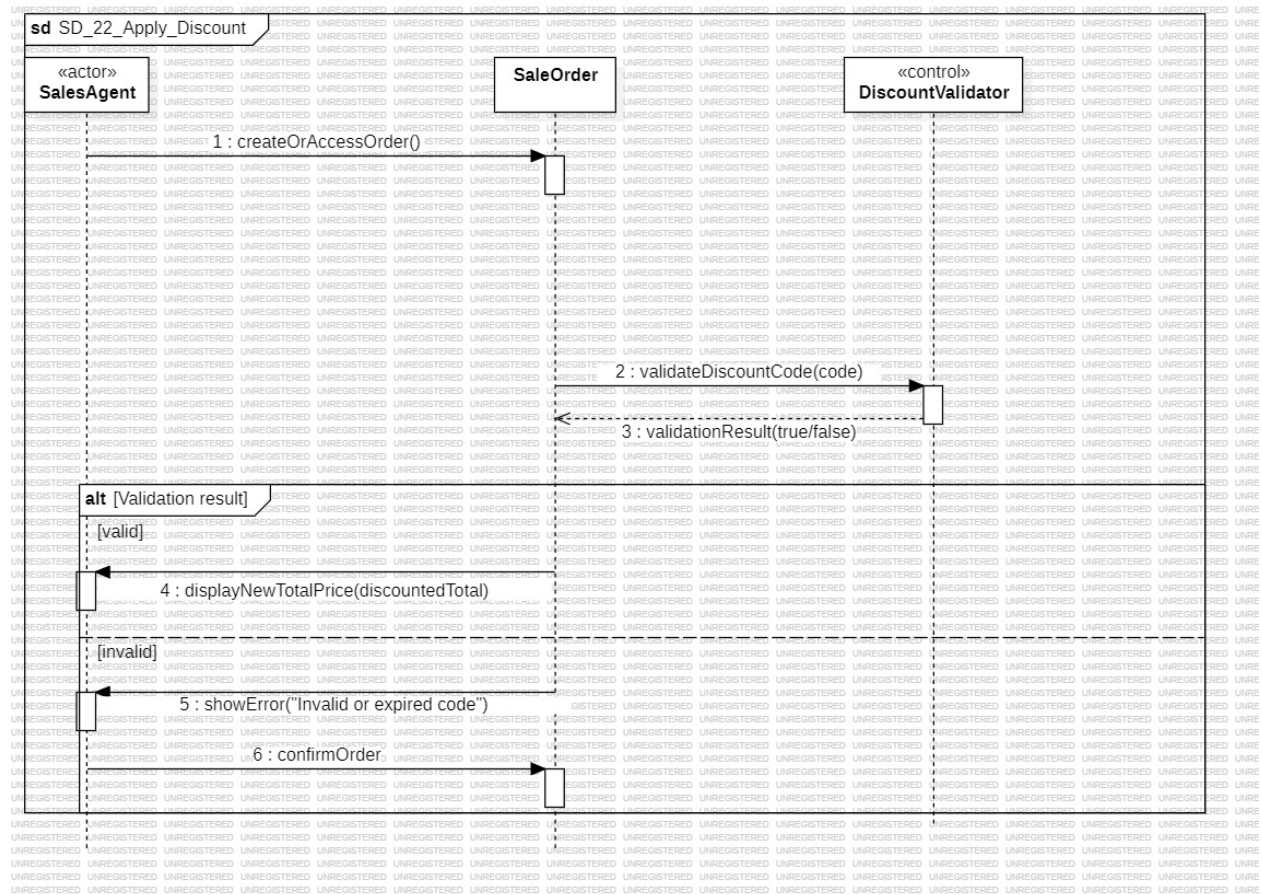 sd SD_22_Apply_Discount
«actor»
SalesAgent
SaleOrder
«control»
DiscountValidator
1 : createOrAccessOrder()
2 : validateDiscountCode(code)
3 : validationResult(true/false)
alt [Validation result]
[valid]
4 : displayNewTotalPrice(discountedTotal)
[invalid]
5 : showError("Invalid or expired code")
6 : confirmOrder
UNREGISTERED